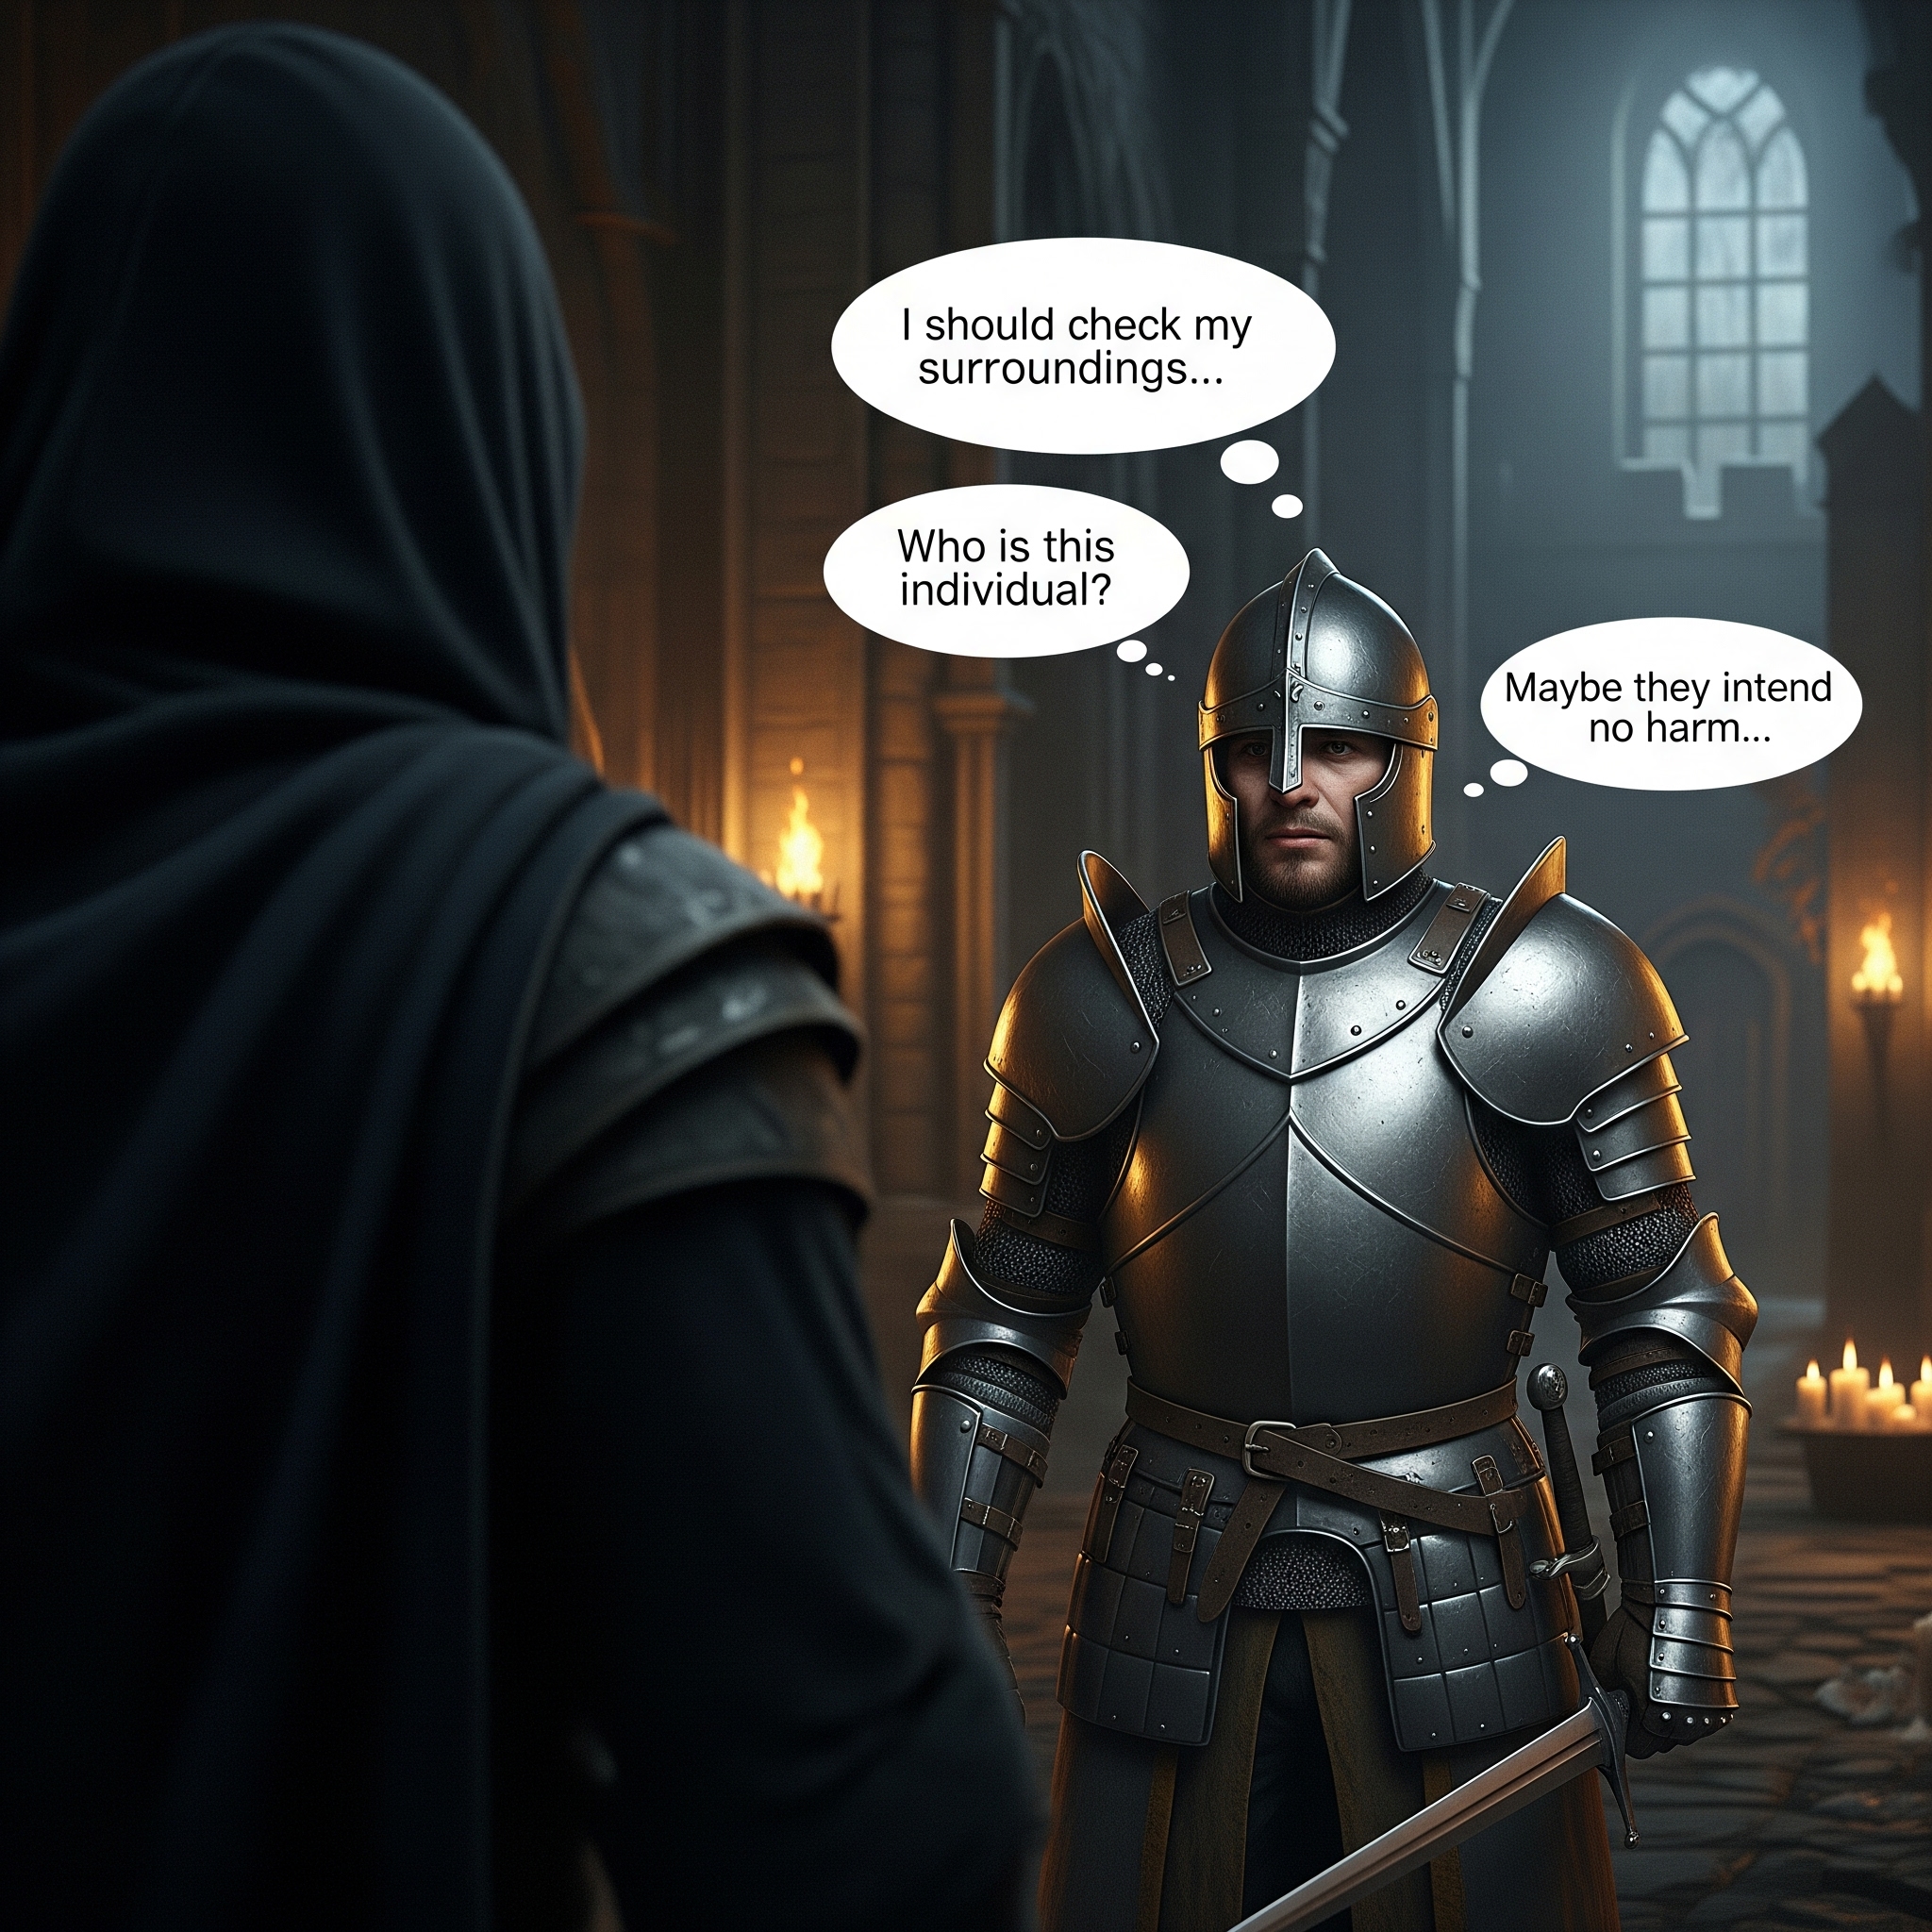 I should check my
surroundings...
Who is this
individual?
Maybe they intend
no harm...